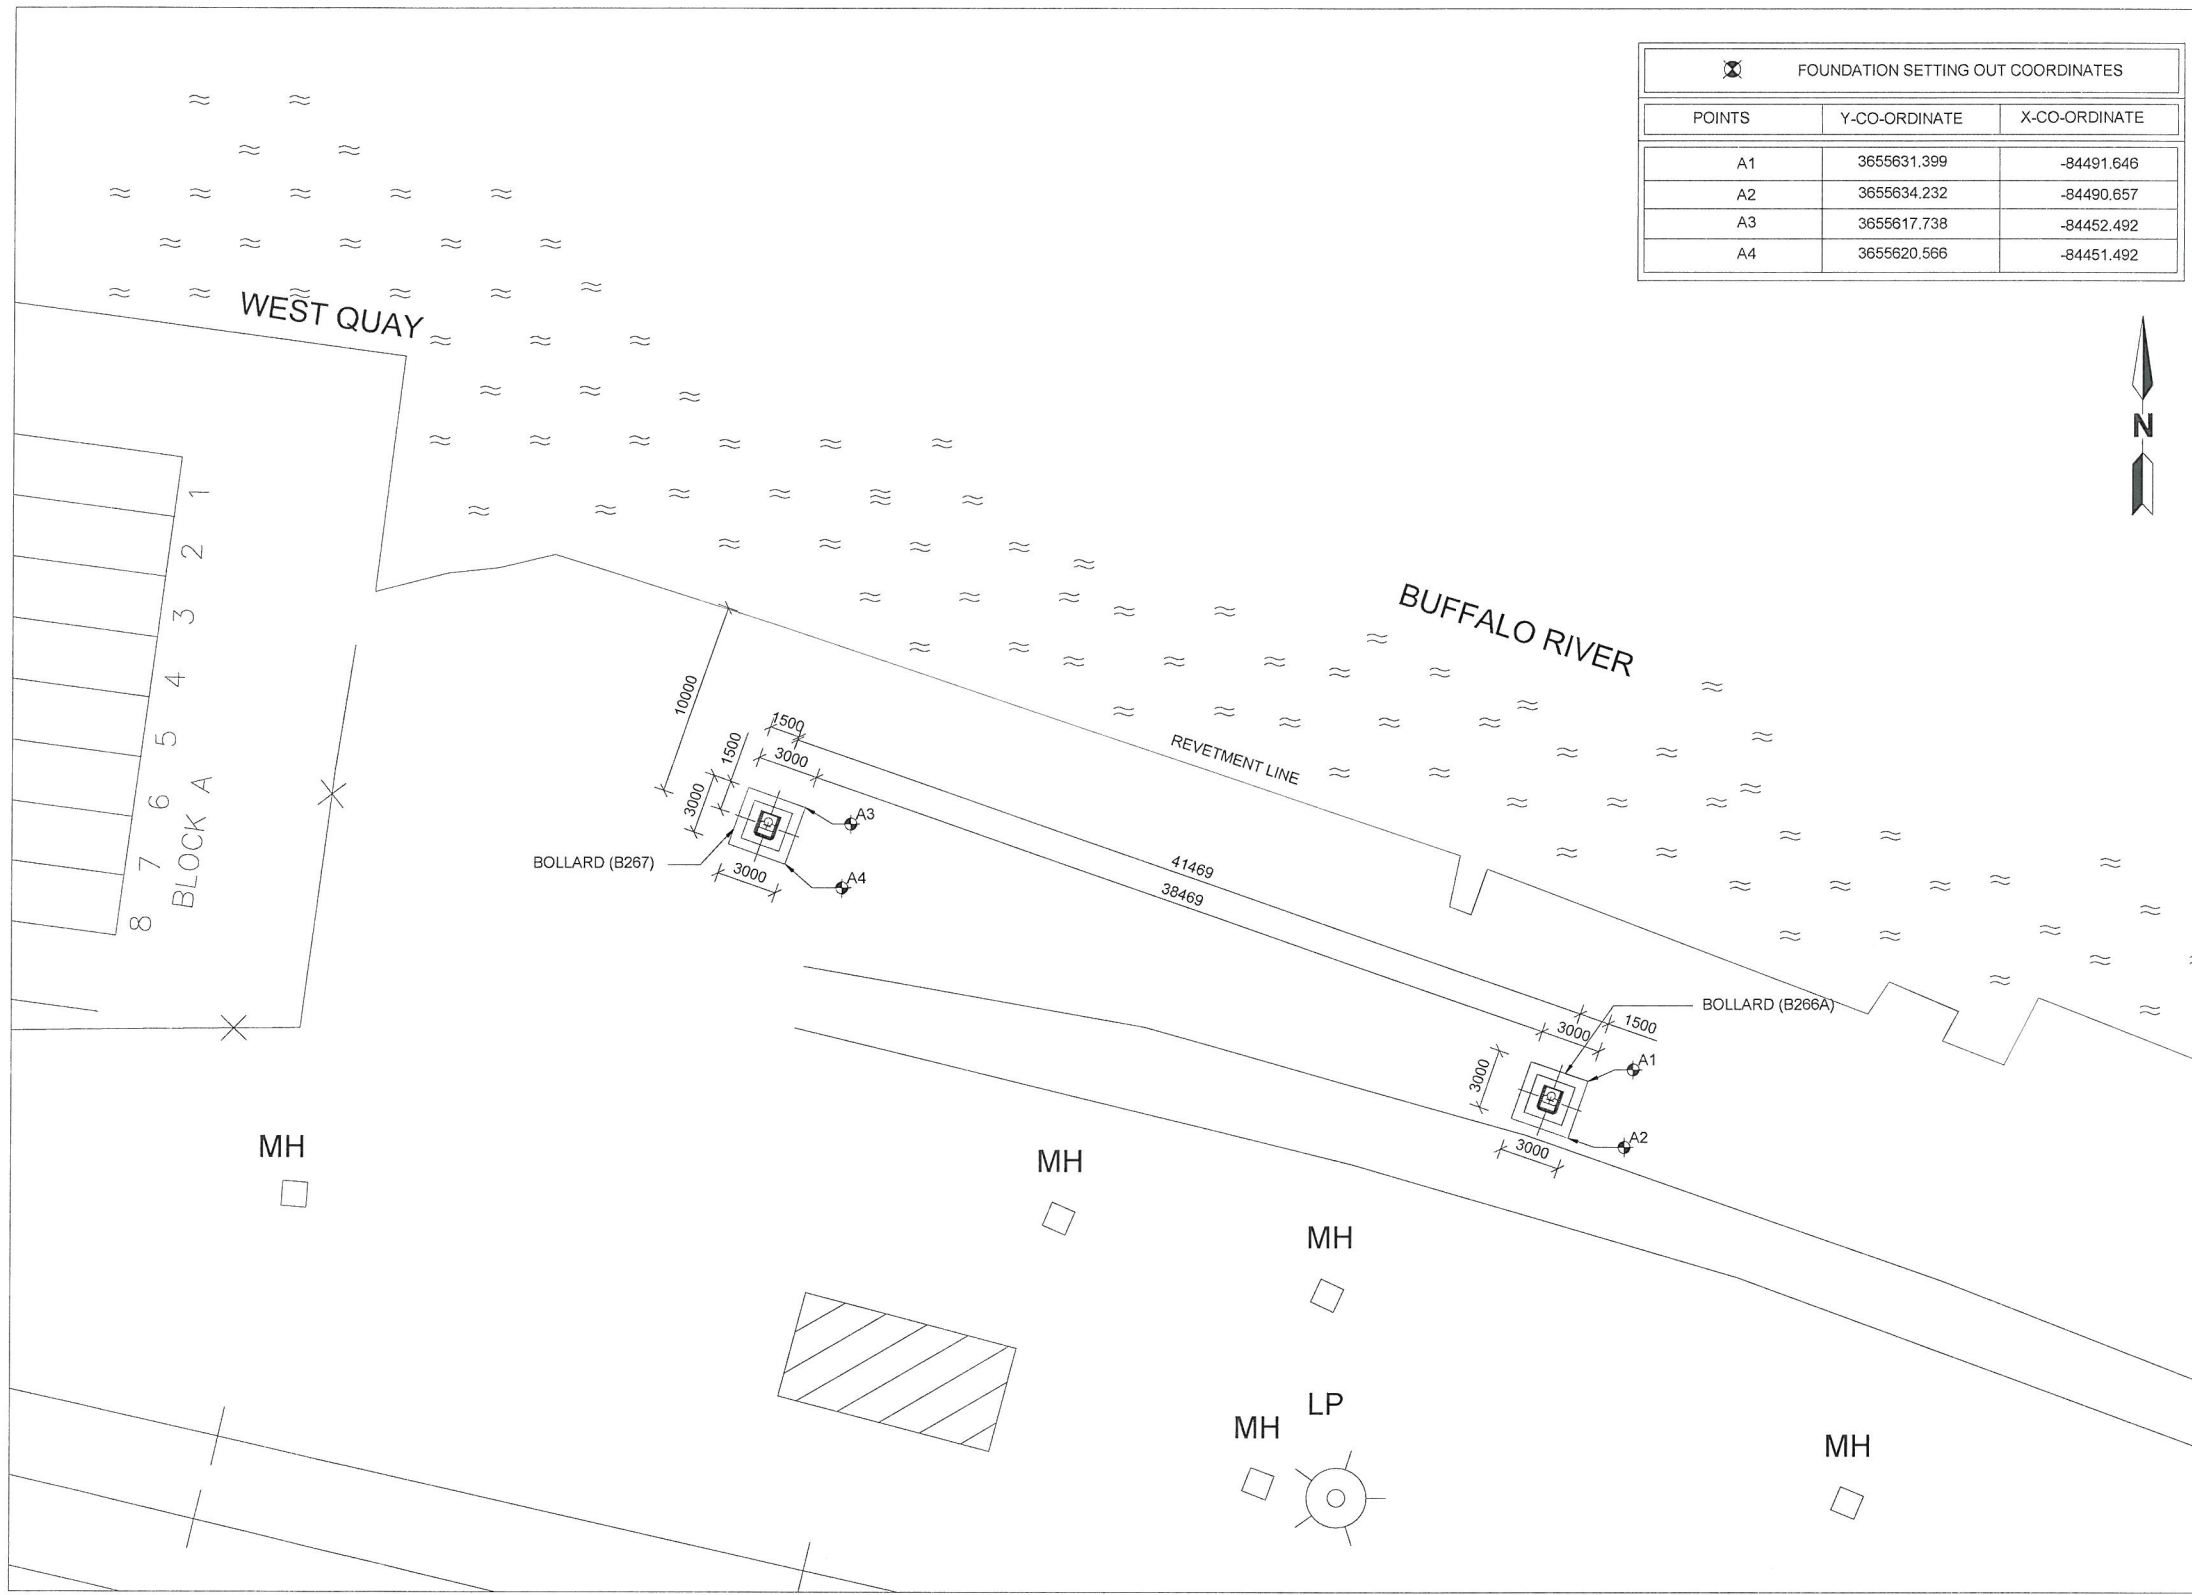 FOUNDATION SETTING OUT COORDINATES
POINTS Y-CO-ORDINATE X-CO-ORDINATE
A1 3655631.399 -84491.646
A2 3655634.232 -84490.657
A3 3655617.738 -84452.492
A4 3655620.566 -84451.492
N
WEST QUAY
BUFFALO RIVER
REVETMENT LINE
1
2
3
4
5
6
7
8
BLOCK A
10000
1500
3000
1500
3000
A3
A4
BOLLARD (B267)
3000
41469
38469
BOLLARD (B266A)
1500
3000
3000
A1
A2
3000
MH
MH
MH
LP
MH
MH